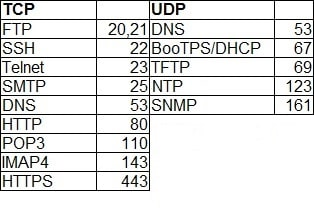 TCP UDP
FTP 20,21 DNS 53
SSH 22 BooTPS/DHCP 67
Telnet 23 TFTP 69
SMTP 25 NTP 123
DNS 53 SNMP 161
HTTP 80
POP3 110
IMAP4 143
HTTPS 443